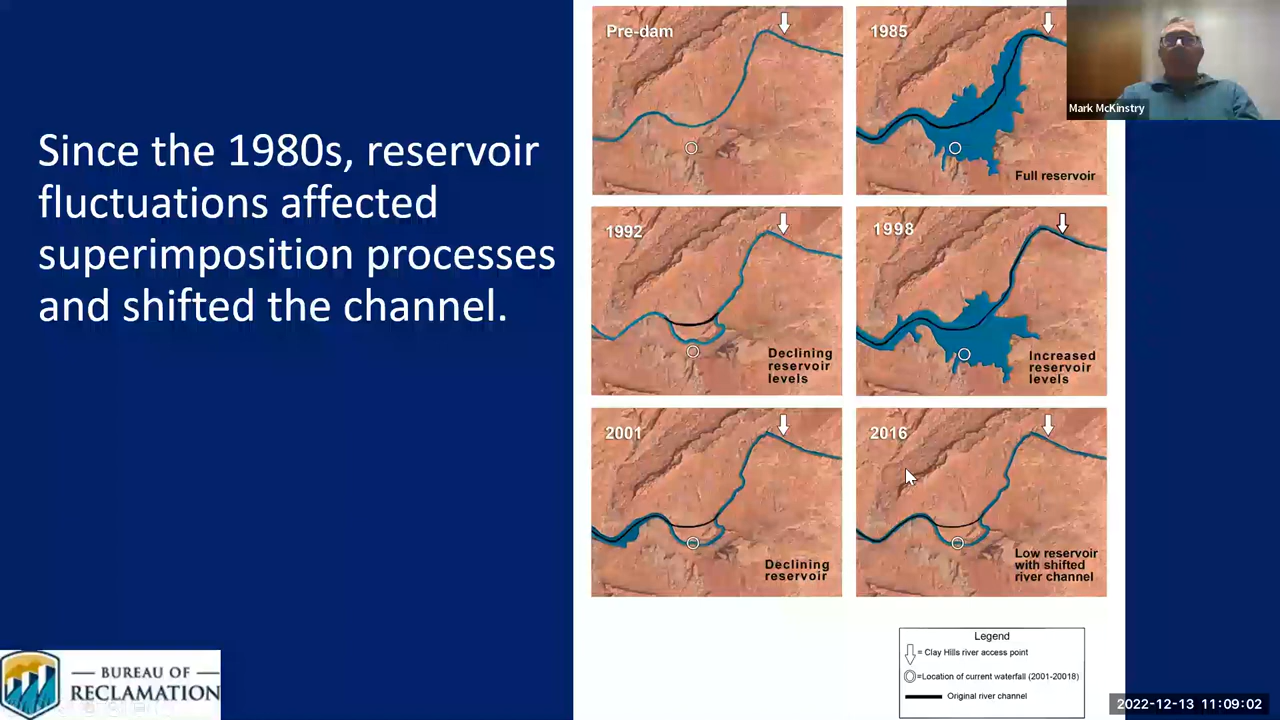 Since the 1980s, reservoir
fluctuations affected
superimposition processes
and shifted the channel.
Pre-dam
1985
Full reservoir
Mark McKinstry
1992
Declining
reservoir
levels
1998
Increased
reservoir
levels
2001
Declining
reservoir
2016
Low reservoir
with shifted
river channel
Legend
= Clay Hills river access point
=Location of current waterfall (2001-20018)
Original river channel
BUREAU OF
RECLAMATION
2022-12-13 11:09:02